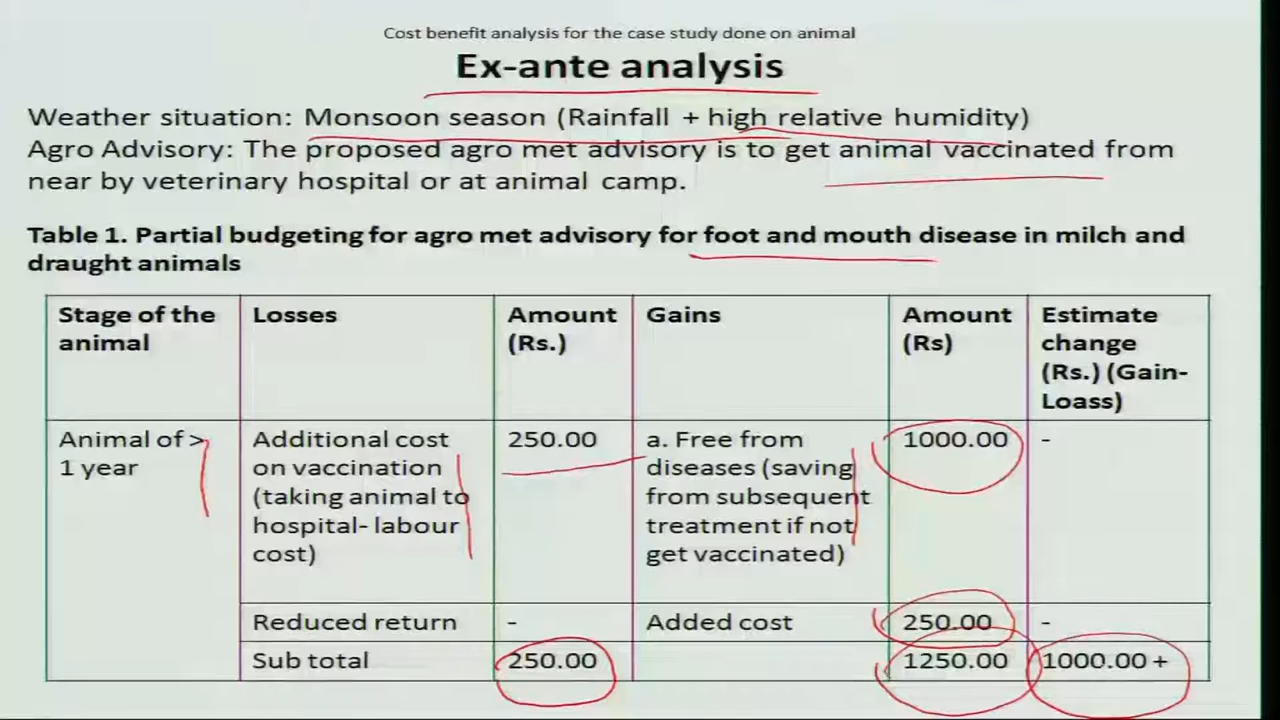 Cost benefit analysis for the case study done on animal
Ex-ante analysis
Weather situation: Monsoon season (Rainfall + high relative humidity)
Agro Advisory: The proposed agro met advisory is to get animal vaccinated from
near by veterinary hospital or at animal camp.
Table 1. Partial budgeting for agro met advisory for foot and mouth disease in milch and
draught animals
Stage of the
animal
Losses
Amount
(Rs.)
Gains
Amount
(Rs)
Estimate
change
(Rs.) (Gain-
Loass)
Animal of >
1 year
Additional cost
on vaccination
(taking animal to
hospital- labour
cost)
250.00
a. Free from
diseases (saving
from subsequent
treatment if not
get vaccinated)
1000.00
-
Reduced return
-
Added cost
250.00
-
Sub total
250.00
1250.00
1000.00 +